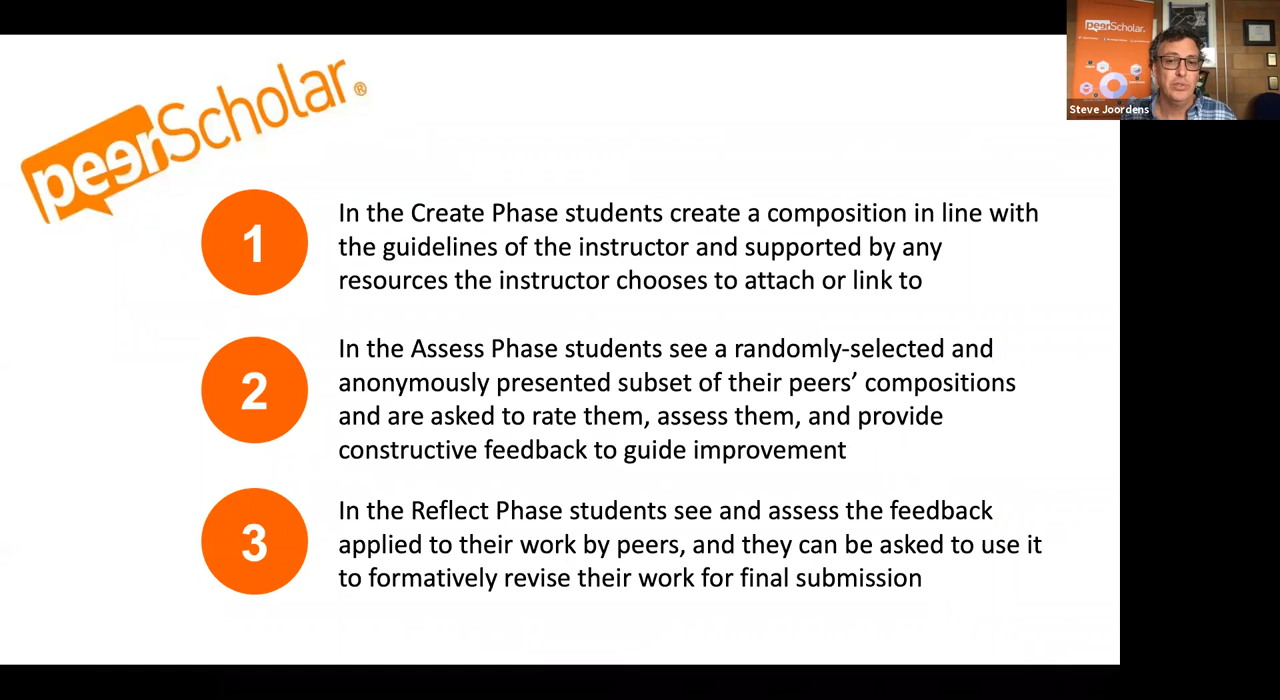 peerScholar®
peerScholar.
Steve Joordens
1
In the Create Phase students create a composition in line with
the guidelines of the instructor and supported by any
resources the instructor chooses to attach or link to
2
In the Assess Phase students see a randomly-selected and
anonymously presented subset of their peers’ compositions
and are asked to rate them, assess them, and provide
constructive feedback to guide improvement
3
In the Reflect Phase students see and assess the feedback
applied to their work by peers, and they can be asked to use it
to formatively revise their work for final submission